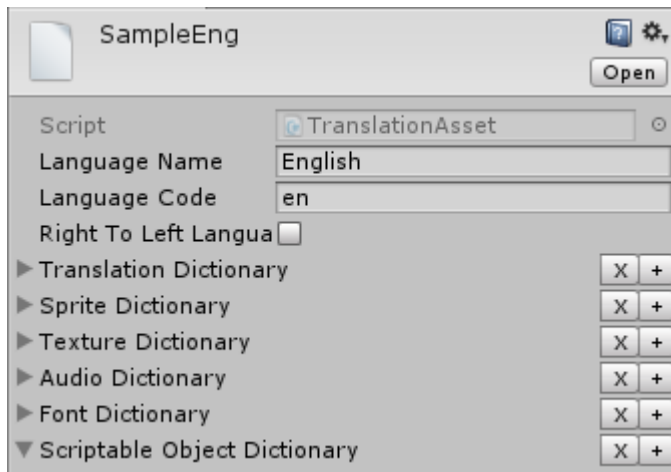 SampleEng
Open
Script TranslationAsset
Language Name English
Language Code en
Right To Left Langua
Translation Dictionary X +
Sprite Dictionary X +
Texture Dictionary X +
Audio Dictionary X +
Font Dictionary X +
Scriptable Object Dictionary X +